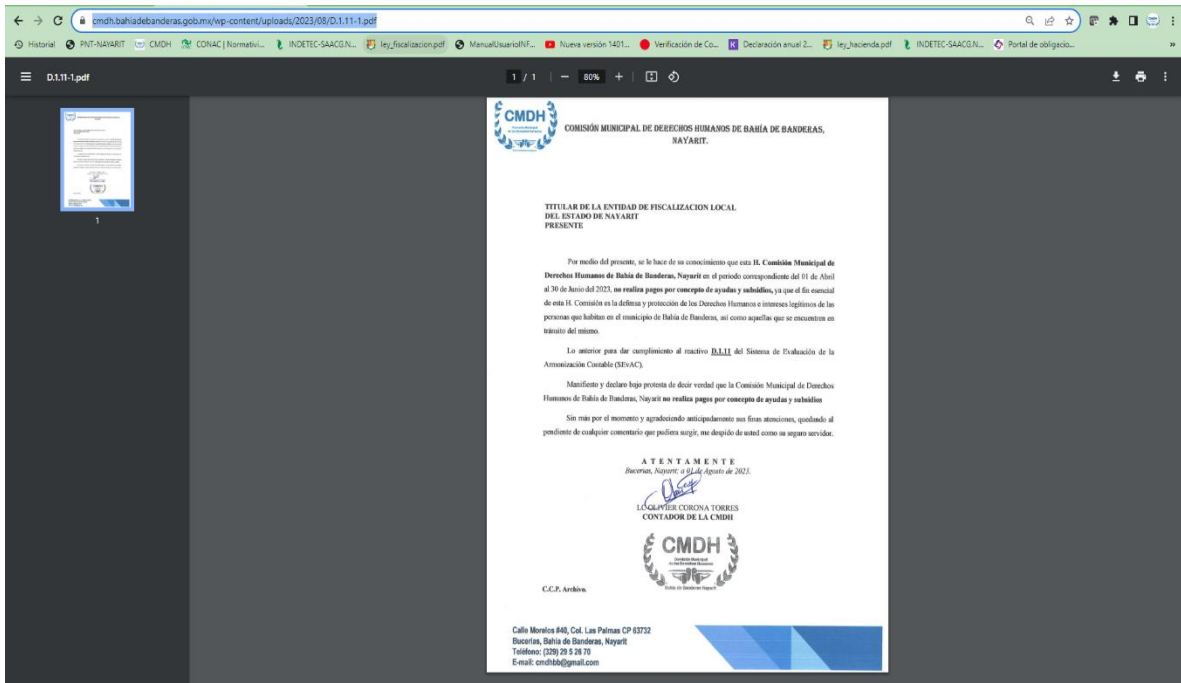 cmdh.bahiadebanderas.gob.mx/wp-content/uploads/2023/08/D.1.11-1.pdf
Historial PNT-NAYARIT CMDH CONAC | Normativi... INDETEC-SAACG.N... ley_fiscalizacion.pdf ManualUsuarioINF... Nueva versión 1401... Verificación de Co... Declaración anual 2... ley_hacienda.pdf INDETEC-SAACG.N... Portal de obligacio... »
D.1.11-1.pdf 1 / 1 | − 80% + |
1
CMDH
COMISIÓN MUNICIPAL DE DERECHOS HUMANOS DE BAHÍA DE BANDERAS,
NAYARIT.
TITULAR DE LA ENTIDAD DE FISCALIZACION LOCAL
DEL ESTADO DE NAYARIT
PRESENTE
Por medio del presente, se le hace de su conocimiento que esta H. Comisión Municipal de
Derechos Humanos de Bahía de Banderas, Nayarit en el periodo correspondiente del 01 de Abril
al 30 de Junio del 2023, no realiza pagos por concepto de ayudas y subsidios, ya que el fin esencial
de esta H. Comisión es la defensa y protección de los Derechos Humanos e intereses legítimos de las
personas que habitan en el municipio de Bahía de Banderas, así como aquellas que se encuentren en
tránsito del mismo.
Lo anterior para dar cumplimiento al reactivo D.1.11 del Sistema de Evaluación de la
Armonización Contable (SEvAC).
Manifiesto y declaro bajo protesta de decir verdad que la Comisión Municipal de Derechos
Humanos de Bahía de Banderas, Nayarit no realiza pagos por concepto de ayudas y subsidios
Sin más por el momento y agradeciendo anticipadamente sus finas atenciones, quedando al
pendiente de cualquier comentario que pudiera surgir, me despido de usted como su seguro servidor.
A T E N T A M E N T E
Bucerías, Nayarit; a 01 de Agosto de 2023.
OLIVIER CORONA TORRES
CONTADOR DE LA CMDH
CMDH
Comisión Municipal
de los Derechos Humanos
Bahía de Banderas Nayarit
C.C.P. Archivo.
Calle Morelos #40, Col. Las Palmas CP 63732
Bucerías, Bahía de Banderas, Nayarit
Teléfono: (329) 29 5 26 70
E-mail: cmdhbb@gmail.com